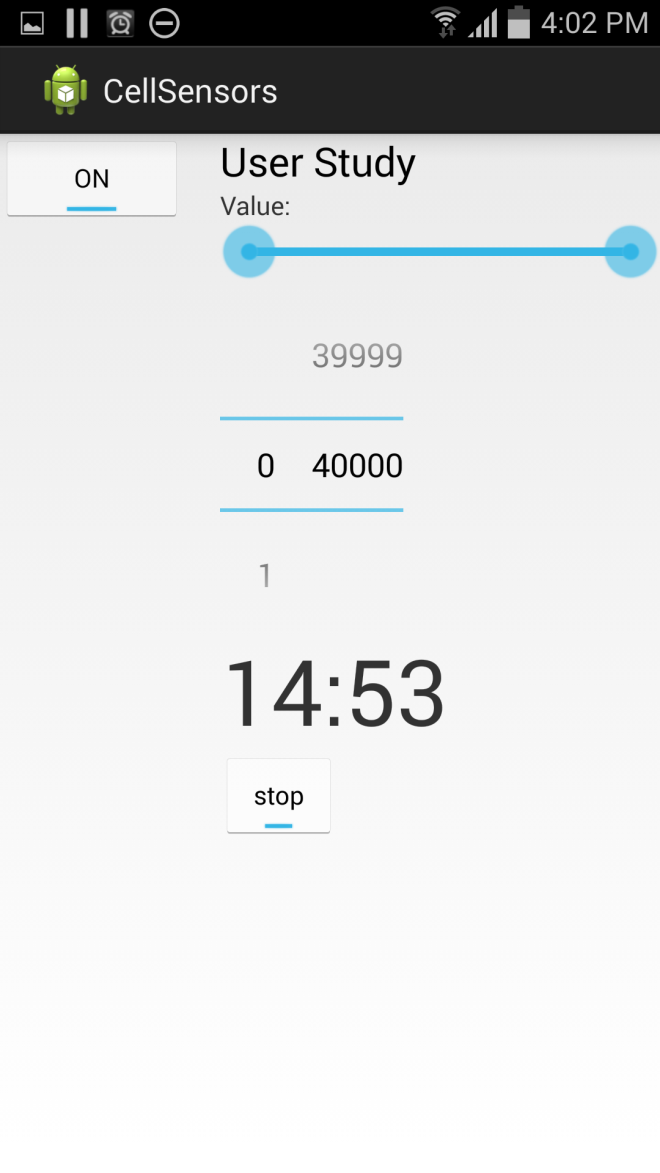 4:02 PM
CellSensors
ON
User Study
Value:
39999
0 40000
1
14:53
stop